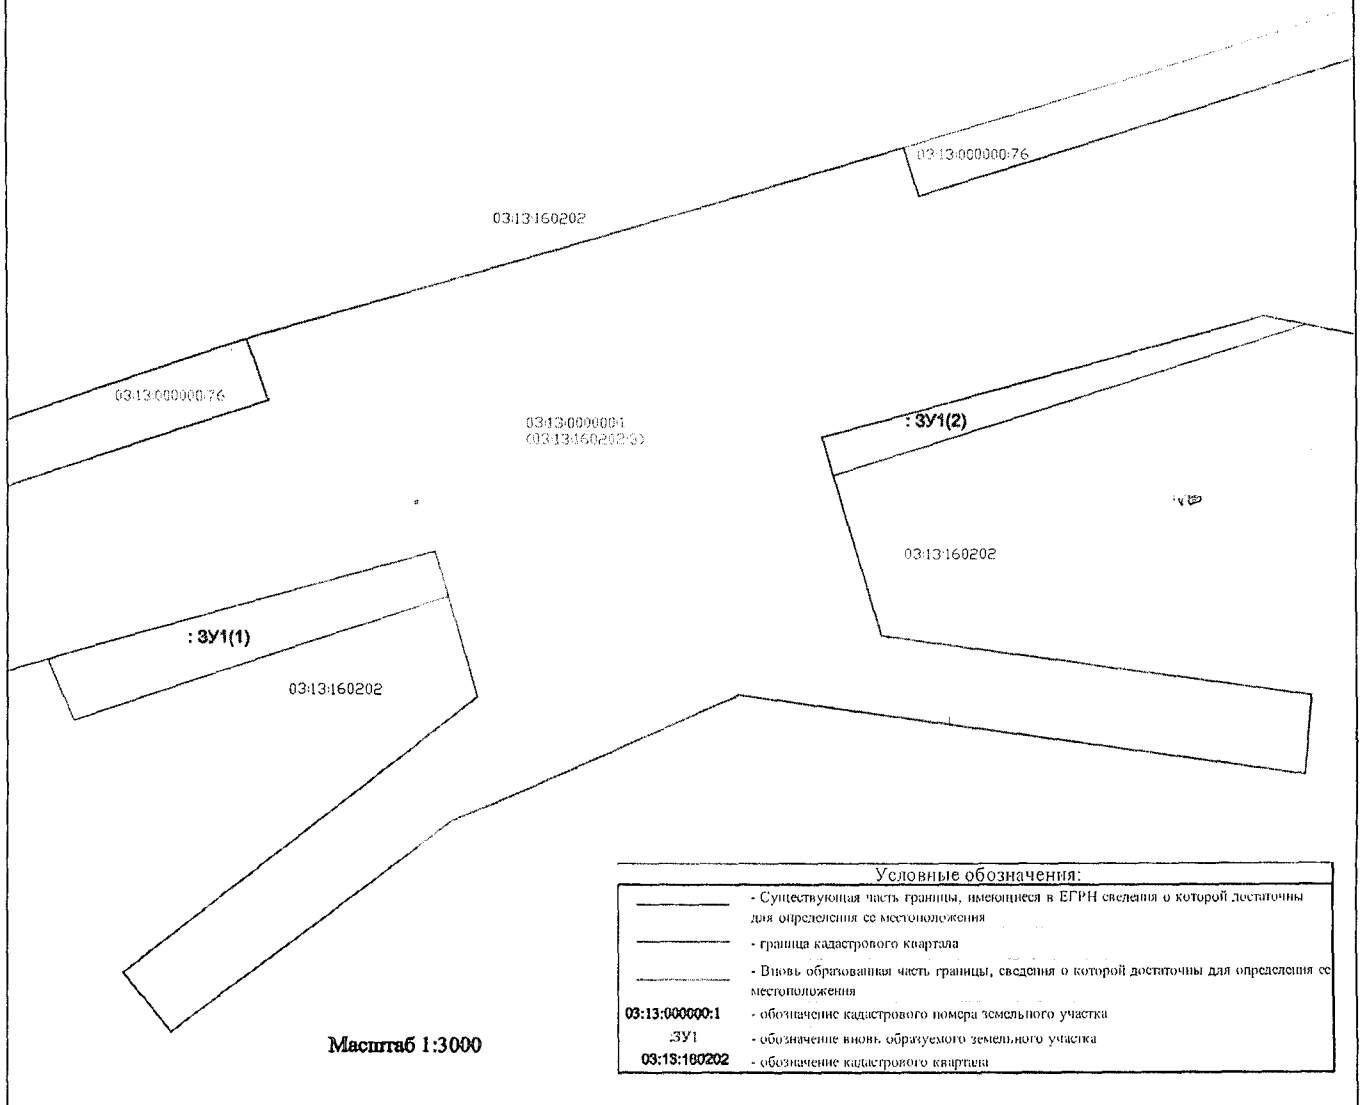 03:13:000000:76
03:13:160202
03:13:000000:76
03:13:000000:1
(03:13:160202:3)
: ЗУ1(2)
03:13:160202
: ЗУ1(1)
03:13:160202
Условные обозначения:
- Существующая часть границы, имеющиеся в ЕГРН сведения о которой достаточны
для определения ее местоположения
- граница кадастрового квартала
- Вновь образованная часть границы, сведения о которой достаточны для определения ее
местоположения
03:13:000000:1 - обозначение кадастрового номера земельного участка
:ЗУ1 - обозначение вновь образуемого земельного участка
03:13:160202 - обозначение кадастрового квартала
Масштаб 1:3000